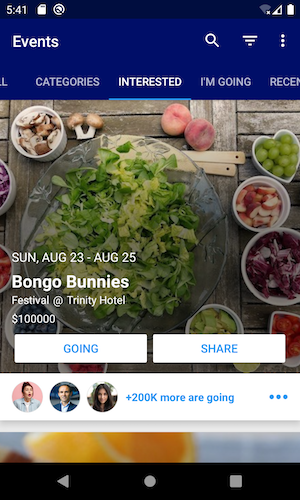 5:41
Events
LL CATEGORIES INTERESTED I'M GOING RECEN
SUN, AUG 23 - AUG 25
Bongo Bunnies
Festival @ Trinity Hotel
$100000
GOING SHARE
+200K more are going